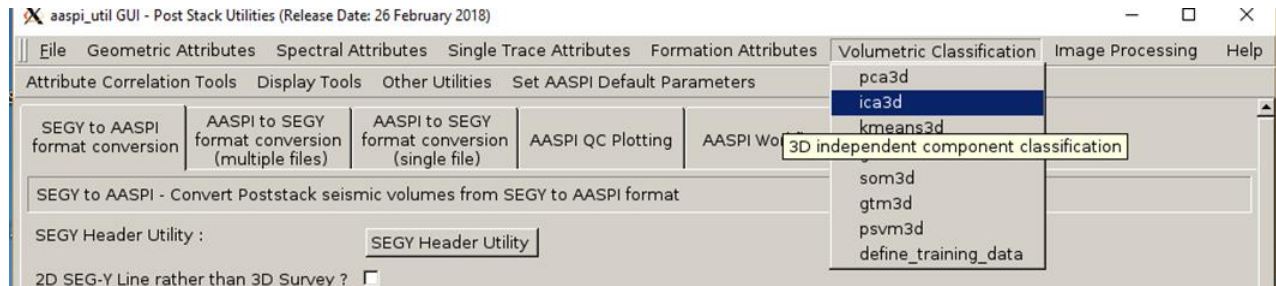 aaspi_util GUI - Post Stack Utilities (Release Date: 26 February 2018)
File Geometric Attributes Spectral Attributes Single Trace Attributes Formation Attributes Volumetric Classification Image Processing Help
Attribute Correlation Tools Display Tools Other Utilities Set AASPI Default Parameters
pca3d
ica3d
kmeans3d
3D independent component classification
som3d
gtm3d
psvm3d
define_training_data
SEGY to AASPI
format conversion
AASPI to SEGY
format conversion
(multiple files)
AASPI to SEGY
format conversion
(single file)
AASPI QC Plotting
AASPI
SEGY to AASPI - Convert Poststack seismic volumes from SEGY to AASPI format
SEGY Header Utility :
SEGY Header Utility
2D SEG-Y Line rather than 3D Survey ?